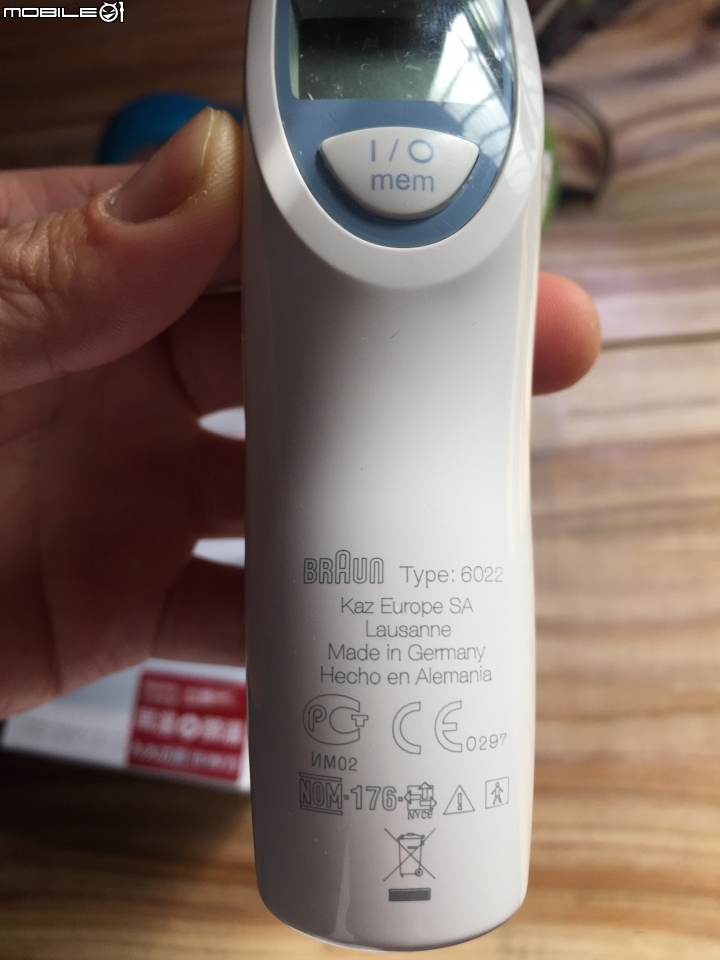 MOBILE01
I/O
mem
BRAUN Type: 6022
Kaz Europe SA
Lausanne
Made in Germany
Hecho en Alemania
PCT CE 0297
ИМ02
NOM-176-NYCE